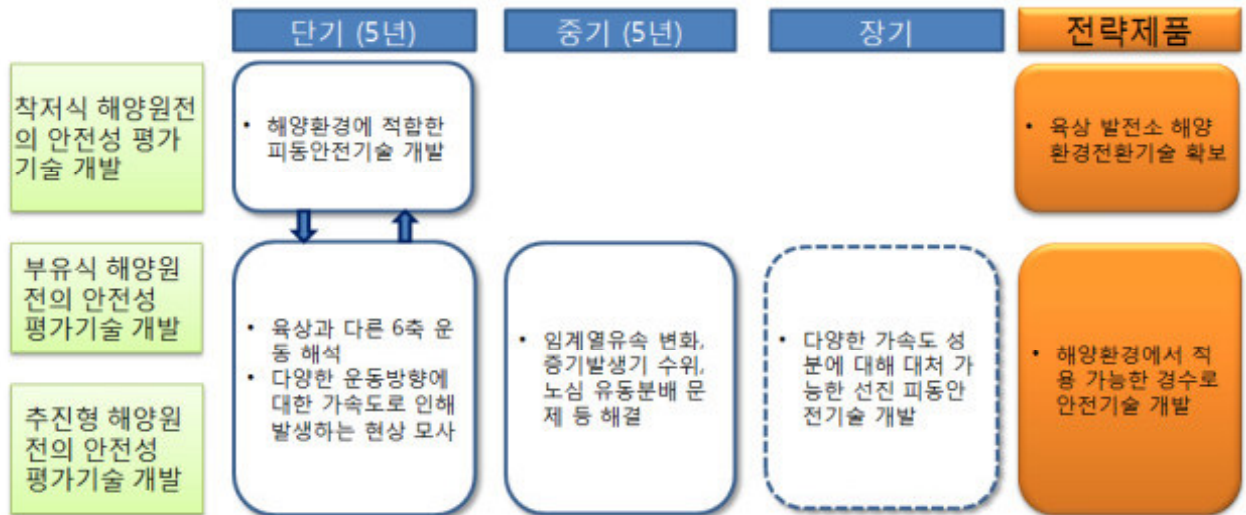 단기 (5년)
중기 (5년)
장기
전략제품
착저식 해양원전
의 안전성 평가
기술 개발
• 해양환경에 적합한
피동안전기술 개발
• 육상 발전소 해양
환경전환기술 확보
부유식 해양원
전의 안전성
평가기술 개발
추진형 해양원
전의 안전성
평가기술 개발
• 육상과 다른 6축 운
동 해석
• 다양한 운동방향에
대한 가속도로 인해
발생하는 현상 모사
• 임계열유속 변화,
증기발생기 수위,
노심 유동분배 문
제 등 해결
• 다양한 가속도 성
분에 대해 대처 가
능한 선진 피동안
전기술 개발
• 해양환경에서 적
용 가능한 경수로
안전기술 개발